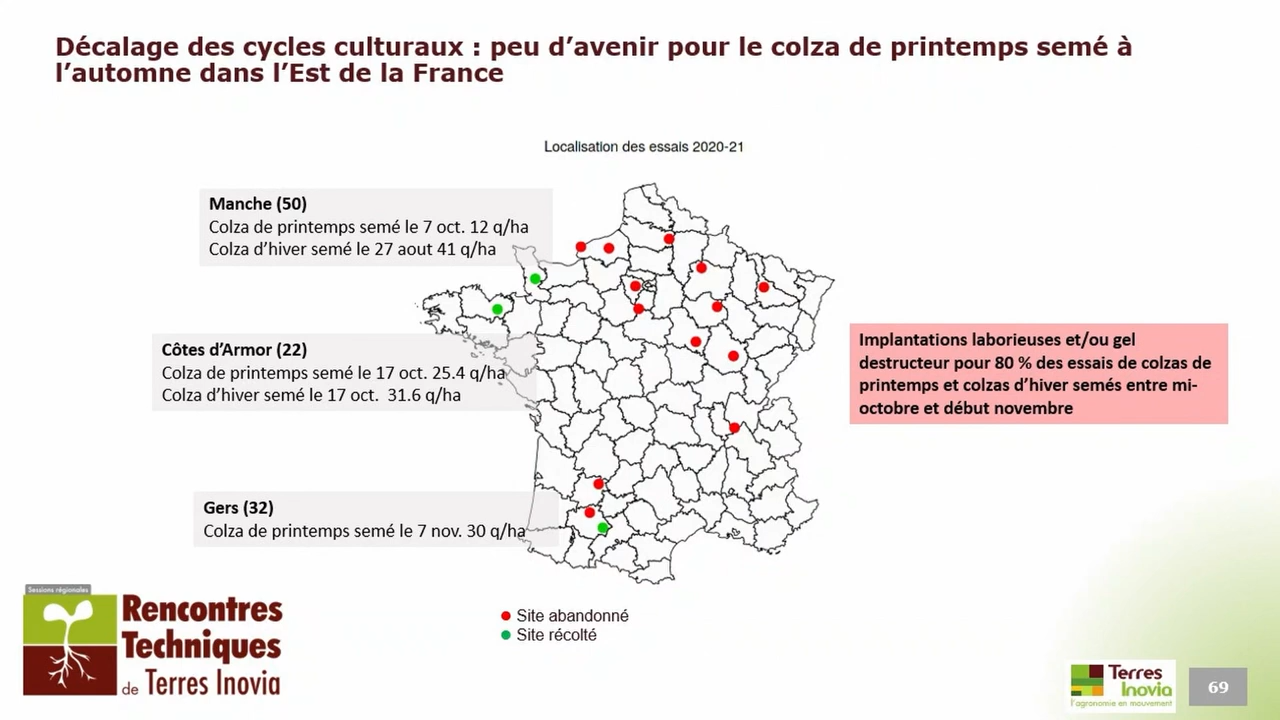 Décalage des cycles culturaux : peu d’avenir pour le colza de printemps semé à
l’automne dans l’Est de la France
Localisation des essais 2020-21
Manche (50)
Colza de printemps semé le 7 oct. 12 q/ha
Colza d’hiver semé le 27 aout 41 q/ha
Côtes d’Armor (22)
Colza de printemps semé le 17 oct. 25.4 q/ha
Colza d’hiver semé le 17 oct. 31.6 q/ha
Implantations laborieuses et/ou gel
destructeur pour 80 % des essais de colzas de
printemps et colzas d’hiver semés entre mi-
octobre et début novembre
Gers (32)
Colza de printemps semé le 7 nov. 30 q/ha
Site abandonné
Site récolté
Sessions régionales
Rencontres
Techniques
de Terres Inovia
Terres
Inovia
l’agronomie en mouvement
69